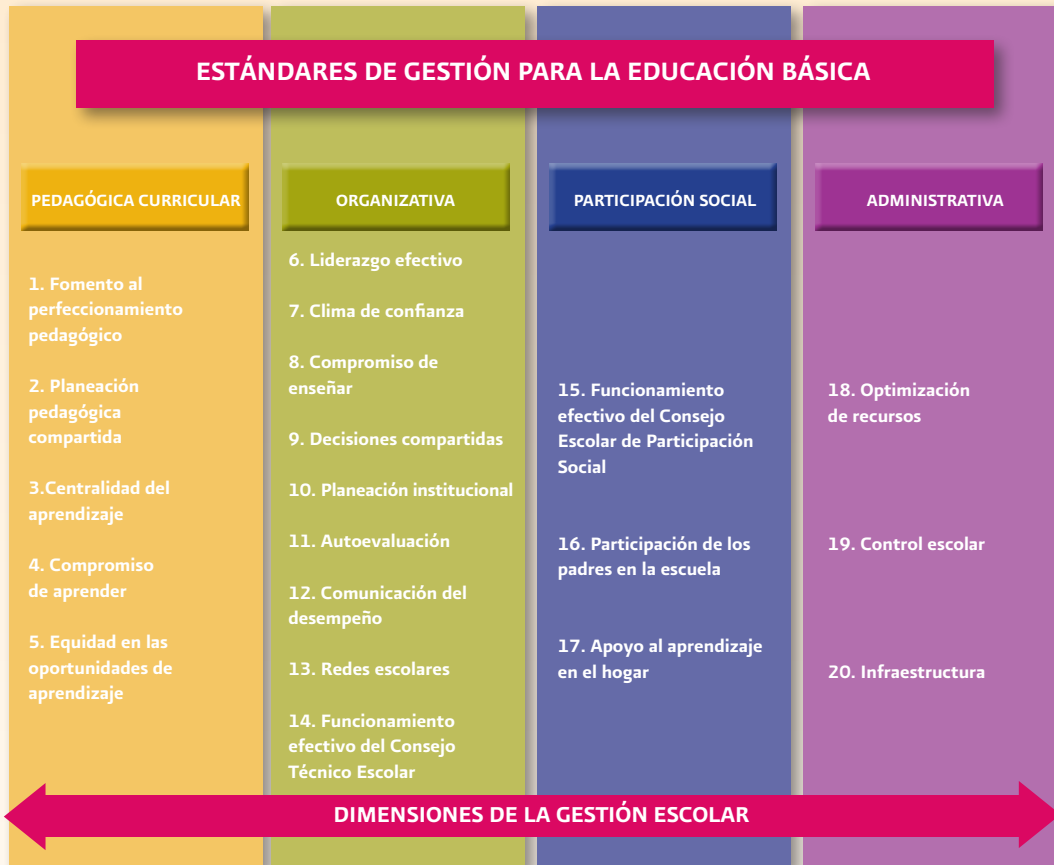 ESTÁNDARES DE GESTIÓN PARA LA EDUCACIÓN BÁSICA
PEDAGÓGICA CURRICULAR
1. Fomento al
perfeccionamiento
pedagógico
2. Planeación
pedagógica
compartida
3.Centralidad del
aprendizaje
4. Compromiso
de aprender
5. Equidad en las
oportunidades de
aprendizaje
ORGANIZATIVA
6. Liderazgo efectivo
7. Clima de confianza
8. Compromiso de
enseñar
9. Decisiones compartidas
10. Planeación institucional
11. Autoevaluación
12. Comunicación del
desempeño
13. Redes escolares
14. Funcionamiento
efectivo del Consejo
Técnico Escolar
PARTICIPACIÓN SOCIAL
15. Funcionamiento
efectivo del Consejo
Escolar de Participación
Social
16. Participación de los
padres en la escuela
17. Apoyo al aprendizaje
en el hogar
ADMINISTRATIVA
18. Optimización
de recursos
19. Control escolar
20. Infraestructura
DIMENSIONES DE LA GESTIÓN ESCOLAR